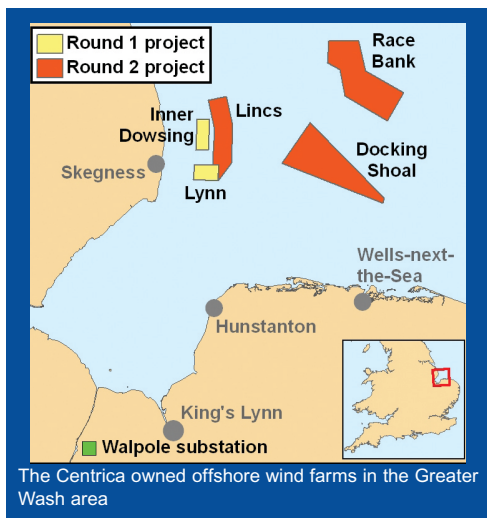 Round 1 project
Round 2 project
Race
Bank
Inner
Dowsing
Lincs
Docking
Shoal
Skegness
Lynn
Wells-next-
the-Sea
Hunstanton
King's Lynn
Walpole substation
The Centrica owned offshore wind farms in the Greater
Wash area